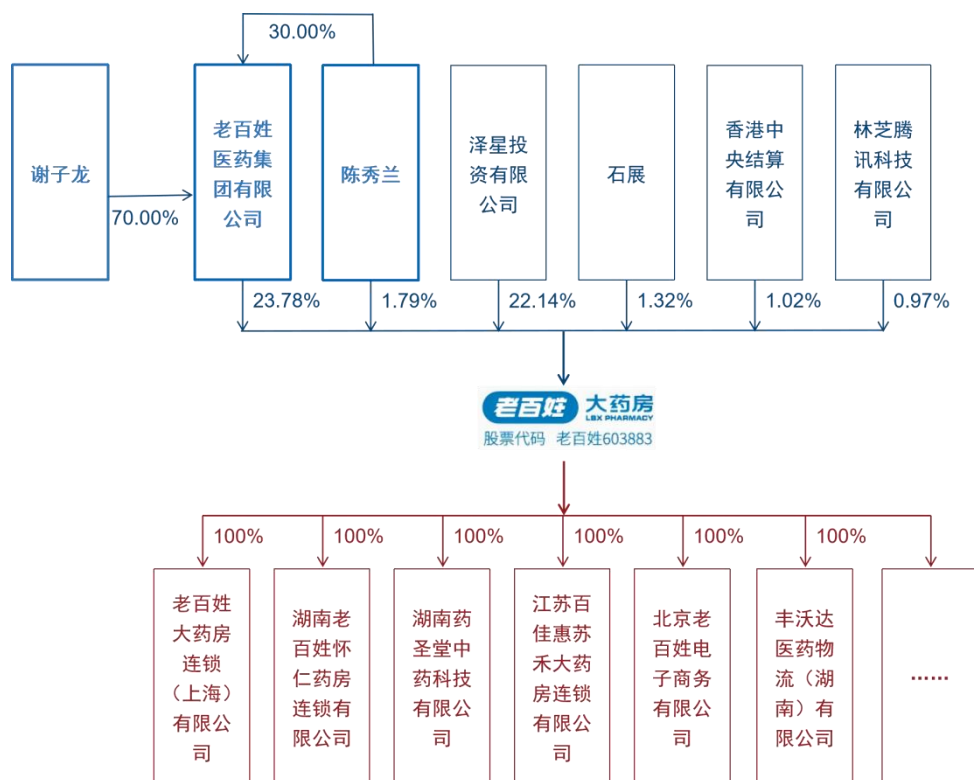 30.00%
谢子龙
70.00%
老百姓
医药集
团有限
公司
陈秀兰
泽星投
资有限
公司
石展
香港中
央结算
有限公
司
林芝腾
讯科技
有限公
司
23.78%
1.79%
22.14%
1.32%
1.02%
0.97%
老百姓 大药房
LBX PHARMACY
股票代码 老百姓603883
100%
100%
100%
100%
100%
100%
老百姓
大药房
连锁
（上海）
有限公
司
湖南老
百姓怀
仁药房
连锁有
限公司
湖南药
圣堂中
药科技
有限公
司
江苏百
佳惠苏
禾大药
房连锁
有限公
司
北京老
百姓电
子商务
有限公
司
丰沃达
医药物
流（湖
南）有
限公司
……